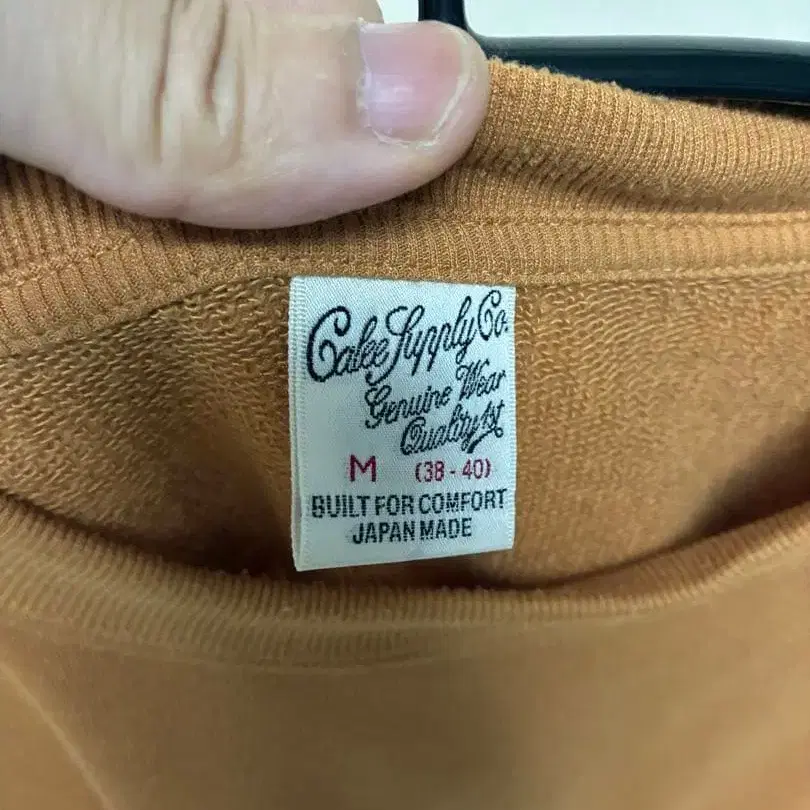 Calee Supply Co.
Genuine Wear
Quality 1st
M (38 - 40)
BUILT FOR COMFORT
JAPAN MADE